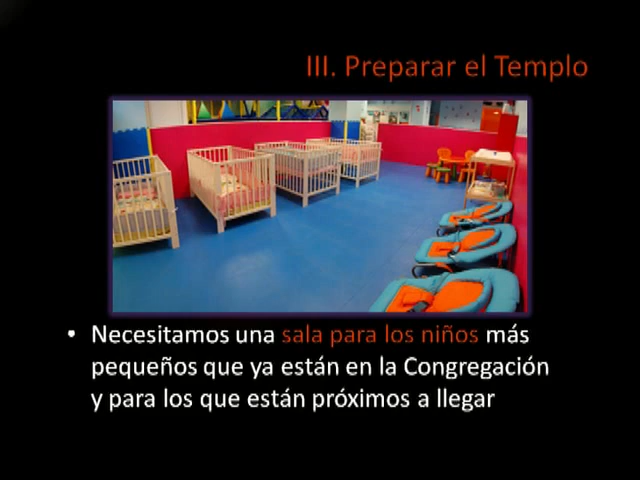 III. Preparar el Templo
• Necesitamos una sala para los niños más
pequeños que ya están en la Congregación
y para los que están próximos a llegar